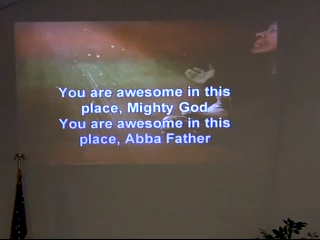 You are awesome in this
place, Mighty God
You are awesome in this
place, Abba Father